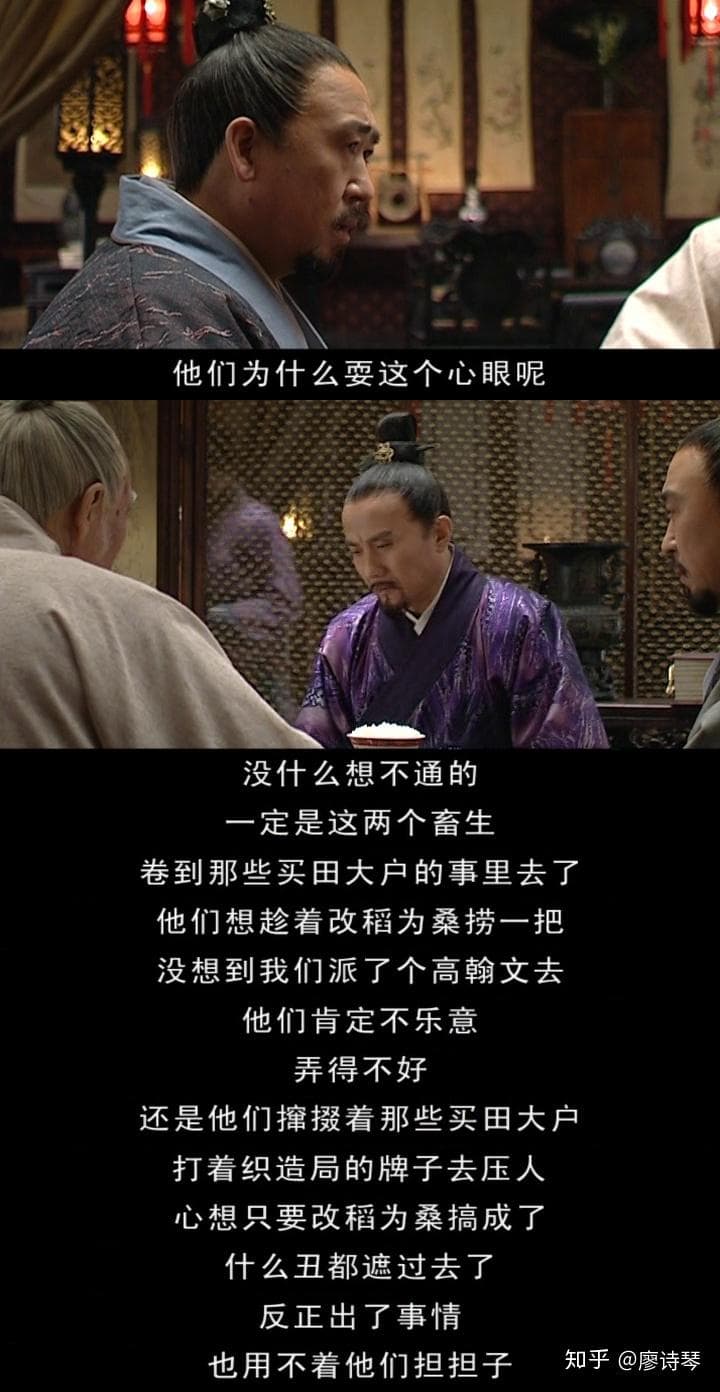 他们为什么耍这个心眼呢
没什么想不通的
一定是这两个畜生
卷到那些买田大户的事里去了
他们想趁着改稻为桑捞一把
没想到我们派了个高翰文去
他们肯定不乐意
弄得不好
还是他们撺掇着那些买田大户
打着织造局的牌子去压人
心想只要改稻为桑搞成了
什么丑都遮过去了
反正出了事情
也用不着他们担担子
知乎 @廖诗琴